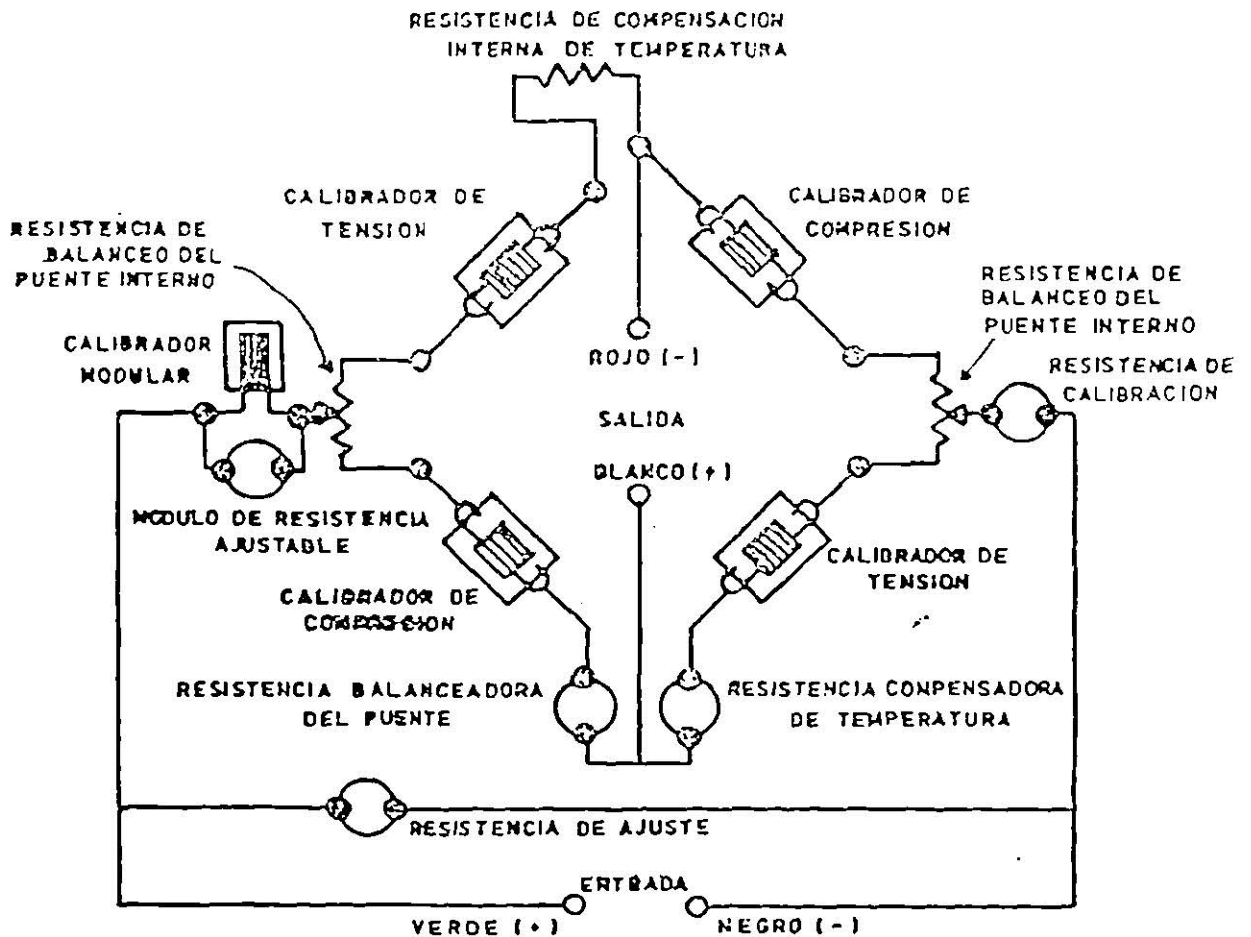 RESISTENCIA DE COMPENSACION
INTERNA DE TEMPERATURA
CALIBRADOR DE
TENSION
CALIBRADOR DE
COMPRESION
RESISTENCIA DE
BALANCEO DEL
PUENTE INTERNO
RESISTENCIA DE
BALANCEO DEL
PUENTE INTERNO
CALIBRADOR
MODULAR
ROJO (-)
RESISTENCIA DE
CALIBRACION
SALIDA
BLANCO (+)
MODULO DE RESISTENCIA
AJUSTABLE
CALIBRADOR DE
TENSION
CALIBRADOR DE
RESISTENCIA BALANCEADORA
DEL PUENTE
RESISTENCIA COMPENSADORA
DE TEMPERATURA
RESISTENCIA DE AJUSTE
ENTRADA
VERDE (+)
NEGRO (-)